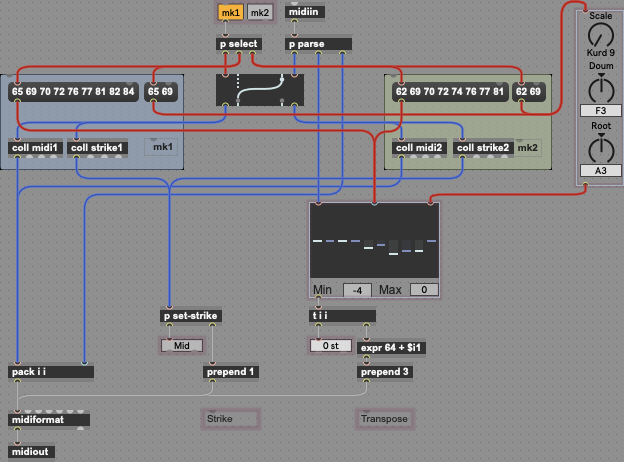 mk1 mk2 midiin
p select p parse
Scale
Kurd 9
Doum
F3
Root
A3
65 69 70 72 76 77 81 82 84
65 69
62 69 70 72 74 76 77 81
62 69
coll midi1 coll strike1 mk1
coll midi2 coll strike2 mk2
Min -4 Max 0
p set-strike
t i i
Mid
0 st
expr 64 + $i1
pack i i
prepend 1
prepend 3
midiformat
Strike
Transpose
midiout